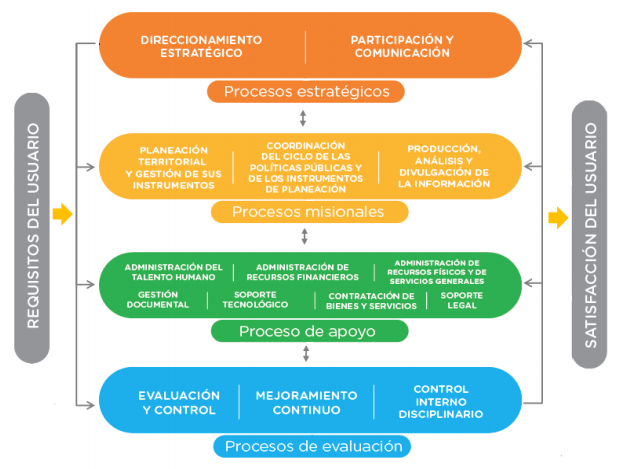 REQUISITOS DEL USUARIO
DIRECCIONAMIENTO
ESTRATÉGICO
PARTICIPACIÓN Y
COMUNICACIÓN
Procesos estratégicos
PLANEACIÓN
TERRITORIAL
Y GESTIÓN DE SUS
INSTRUMENTOS
COORDINACIÓN
DEL CICLO DE LAS
POLÍTICAS PÚBLICAS Y
DE LOS INSTRUMENTOS
DE PLANEACIÓN
PRODUCCIÓN,
ANÁLISIS Y
DIVULGACIÓN DE
LA INFORMACIÓN
Procesos misionales
ADMINISTRACIÓN DEL
TALENTO HUMANO
ADMINISTRACIÓN DE
RECURSOS FINANCIEROS
ADMINISTRACIÓN DE
RECURSOS FÍSICOS Y DE
SERVICIOS GENERALES
GESTIÓN
DOCUMENTAL
SOPORTE
TECNOLÓGICO
CONTRATACIÓN DE
BIENES Y SERVICIOS
SOPORTE
LEGAL
Proceso de apoyo
EVALUACIÓN
Y CONTROL
MEJORAMIENTO
CONTINUO
CONTROL
INTERNO
DISCIPLINARIO
Procesos de evaluación
SATISFACCIÓN DEL USUARIO